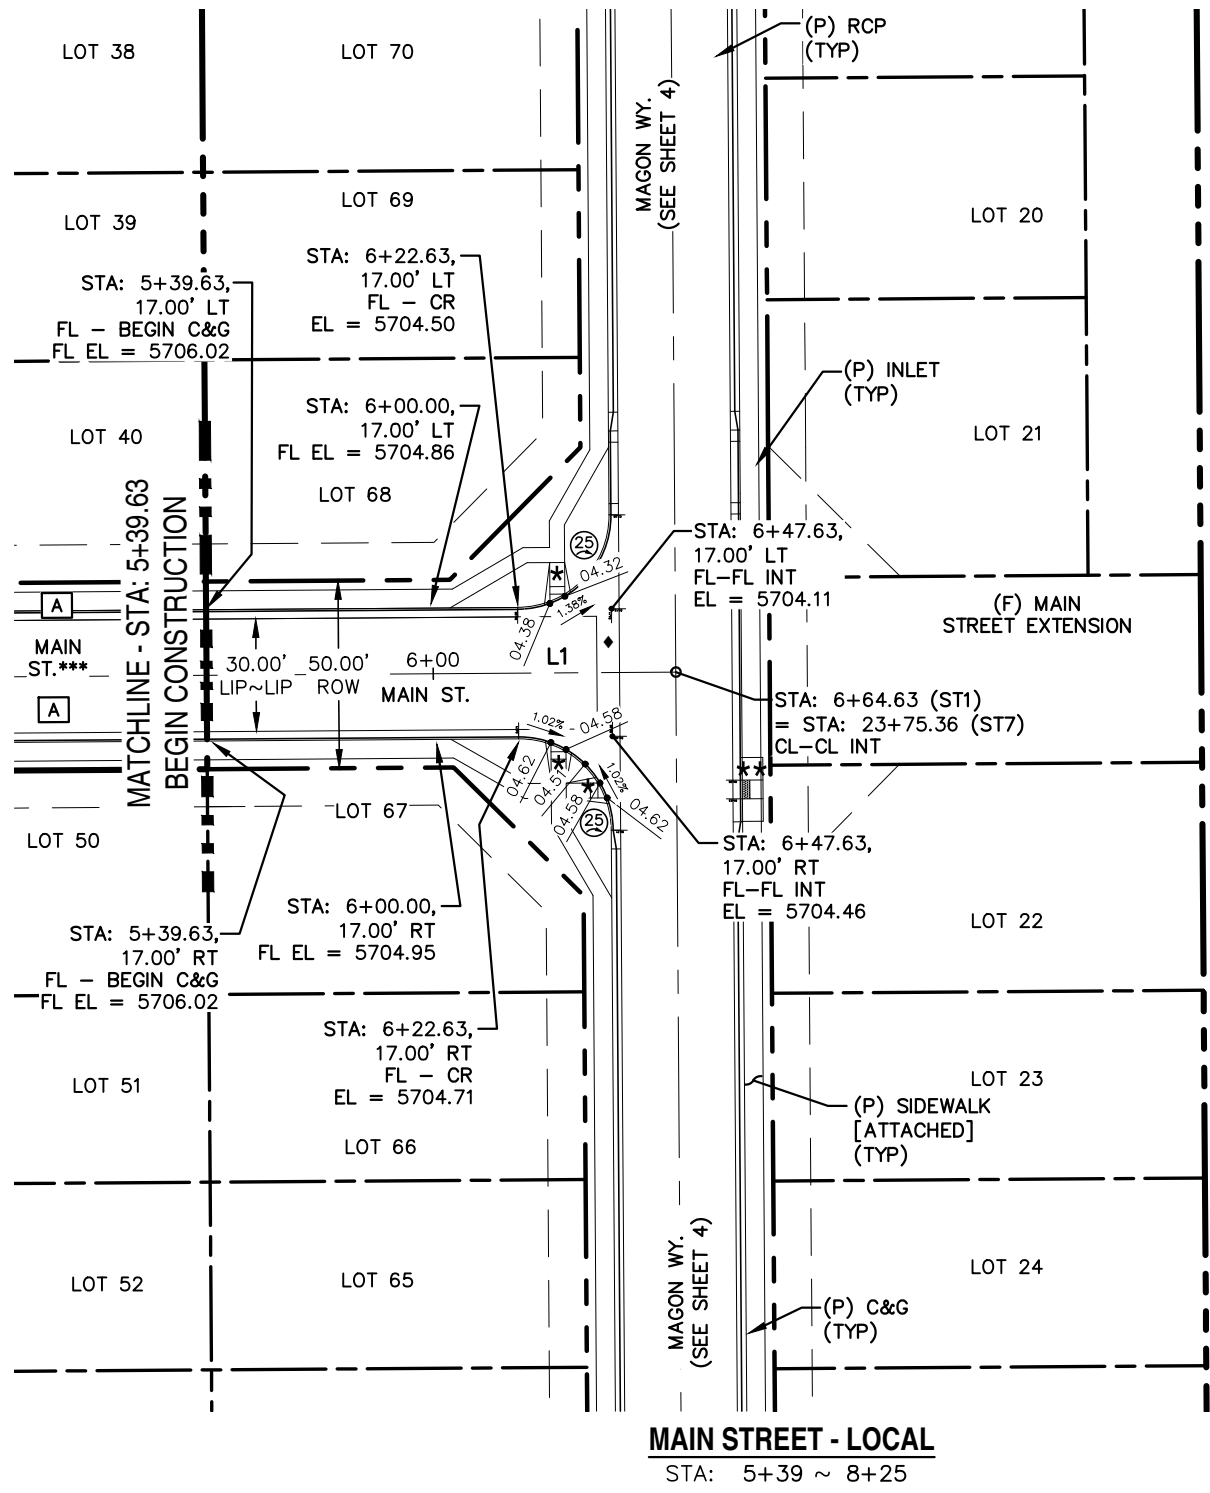 (P) RCP
(TYP)
LOT 38
LOT 70
MAGON WY.
(SEE SHEET 4)
LOT 69
LOT 39
LOT 20
STA: 6+22.63,
17.00' LT
FL – CR
EL = 5704.50
STA: 5+39.63,
17.00' LT
FL – BEGIN C&G
FL EL = 5706.02
(P) INLET
(TYP)
STA: 6+00.00,
17.00' LT
FL EL = 5704.86
LOT 40
LOT 21
LOT 68
MATCHLINE - STA: 5+39.63
BEGIN CONSTRUCTION
STA: 6+47.63,
17.00' LT
FL–FL INT
EL = 5704.11
25
*
04.32
1.38%
04.38
A
(F) MAIN
STREET EXTENSION
MAIN
ST.***
L1
30.00'
LIP~LIP
50.00'
ROW
6+00
MAIN ST.
A
STA: 6+64.63 (ST1)
= STA: 23+75.36 (ST7)
CL–CL INT
1.02%
04.58
04.62
*
04.51
1.02%
*
04.58
04.62
25
**
LOT 67
LOT 50
STA: 6+47.63,
17.00' RT
FL–FL INT
EL = 5704.46
STA: 6+00.00,
17.00' RT
FL EL = 5704.95
LOT 22
STA: 5+39.63,
17.00' RT
FL – BEGIN C&G
FL EL = 5706.02
STA: 6+22.63,
17.00' RT
FL – CR
EL = 5704.71
LOT 51
LOT 23
(P) SIDEWALK
[ATTACHED]
(TYP)
LOT 66
MAGON WY.
(SEE SHEET 4)
LOT 52
LOT 65
LOT 24
(P) C&G
(TYP)
MAIN STREET - LOCAL
STA: 5+39 ~ 8+25